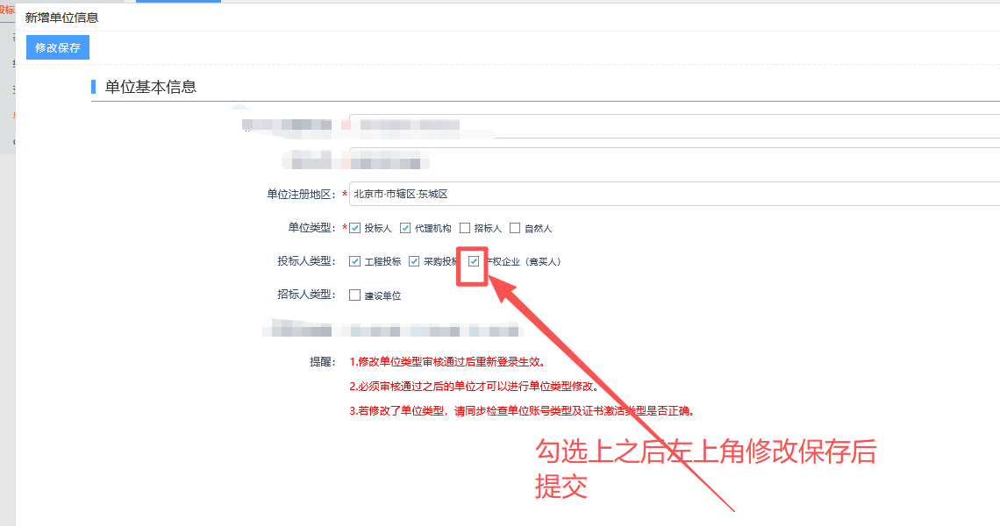 投标
新增单位信息
修改保存
单位基本信息
单位注册地区： * 北京市·市辖区·东城区
单位类型： * 投标人 代理机构 招标人 自然人
投标人类型： 工程投标 采购投标 产权企业（竞买人）
招标人类型： 建设单位
提醒： 1.修改单位类型审核通过后重新登录生效。
2.必须审核通过之后的单位才可以进行单位类型修改。
3.若修改了单位类型，请同步检查单位账号类型及证书激活类型是否正确。
勾选上之后左上角修改保存后
提交